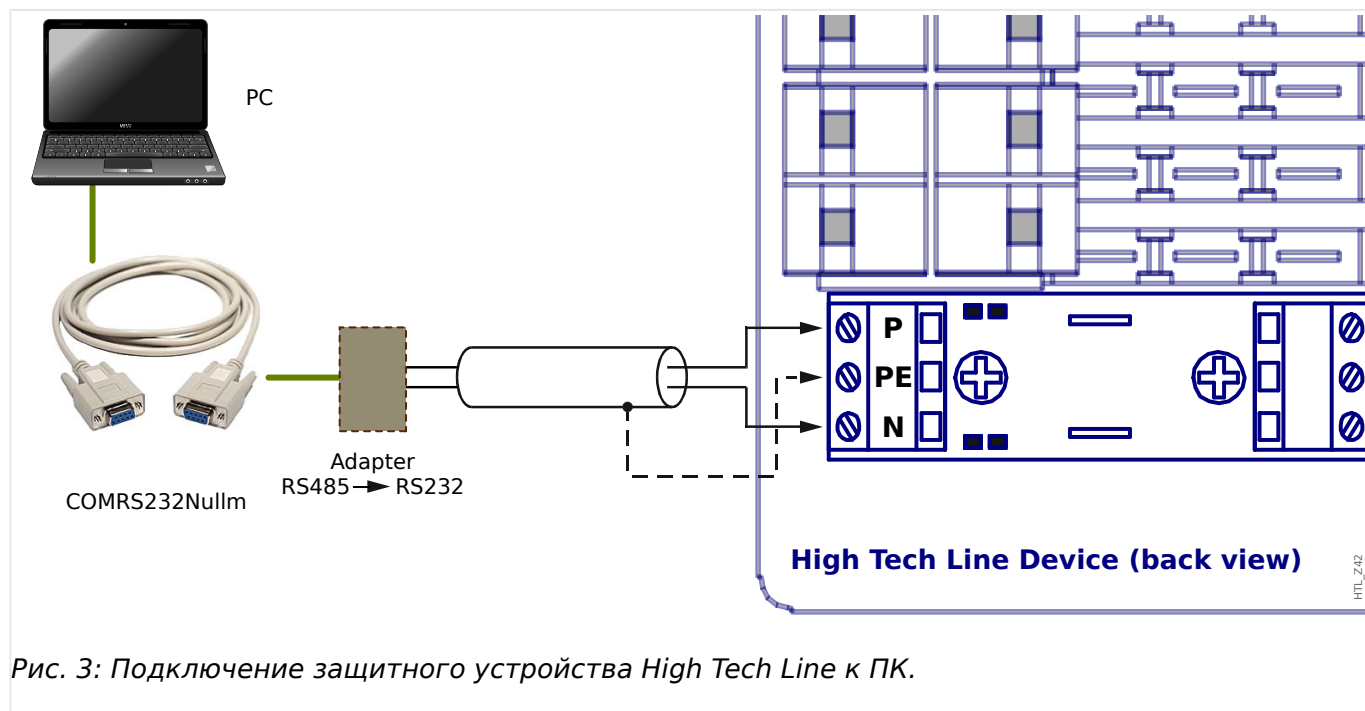 PC
P
PE
N
Adapter
RS485 → RS232
COMRS232Nullm
High Tech Line Device (back view)
HTL_Z42
Рис. 3: Подключение защитного устройства High Tech Line к ПК.